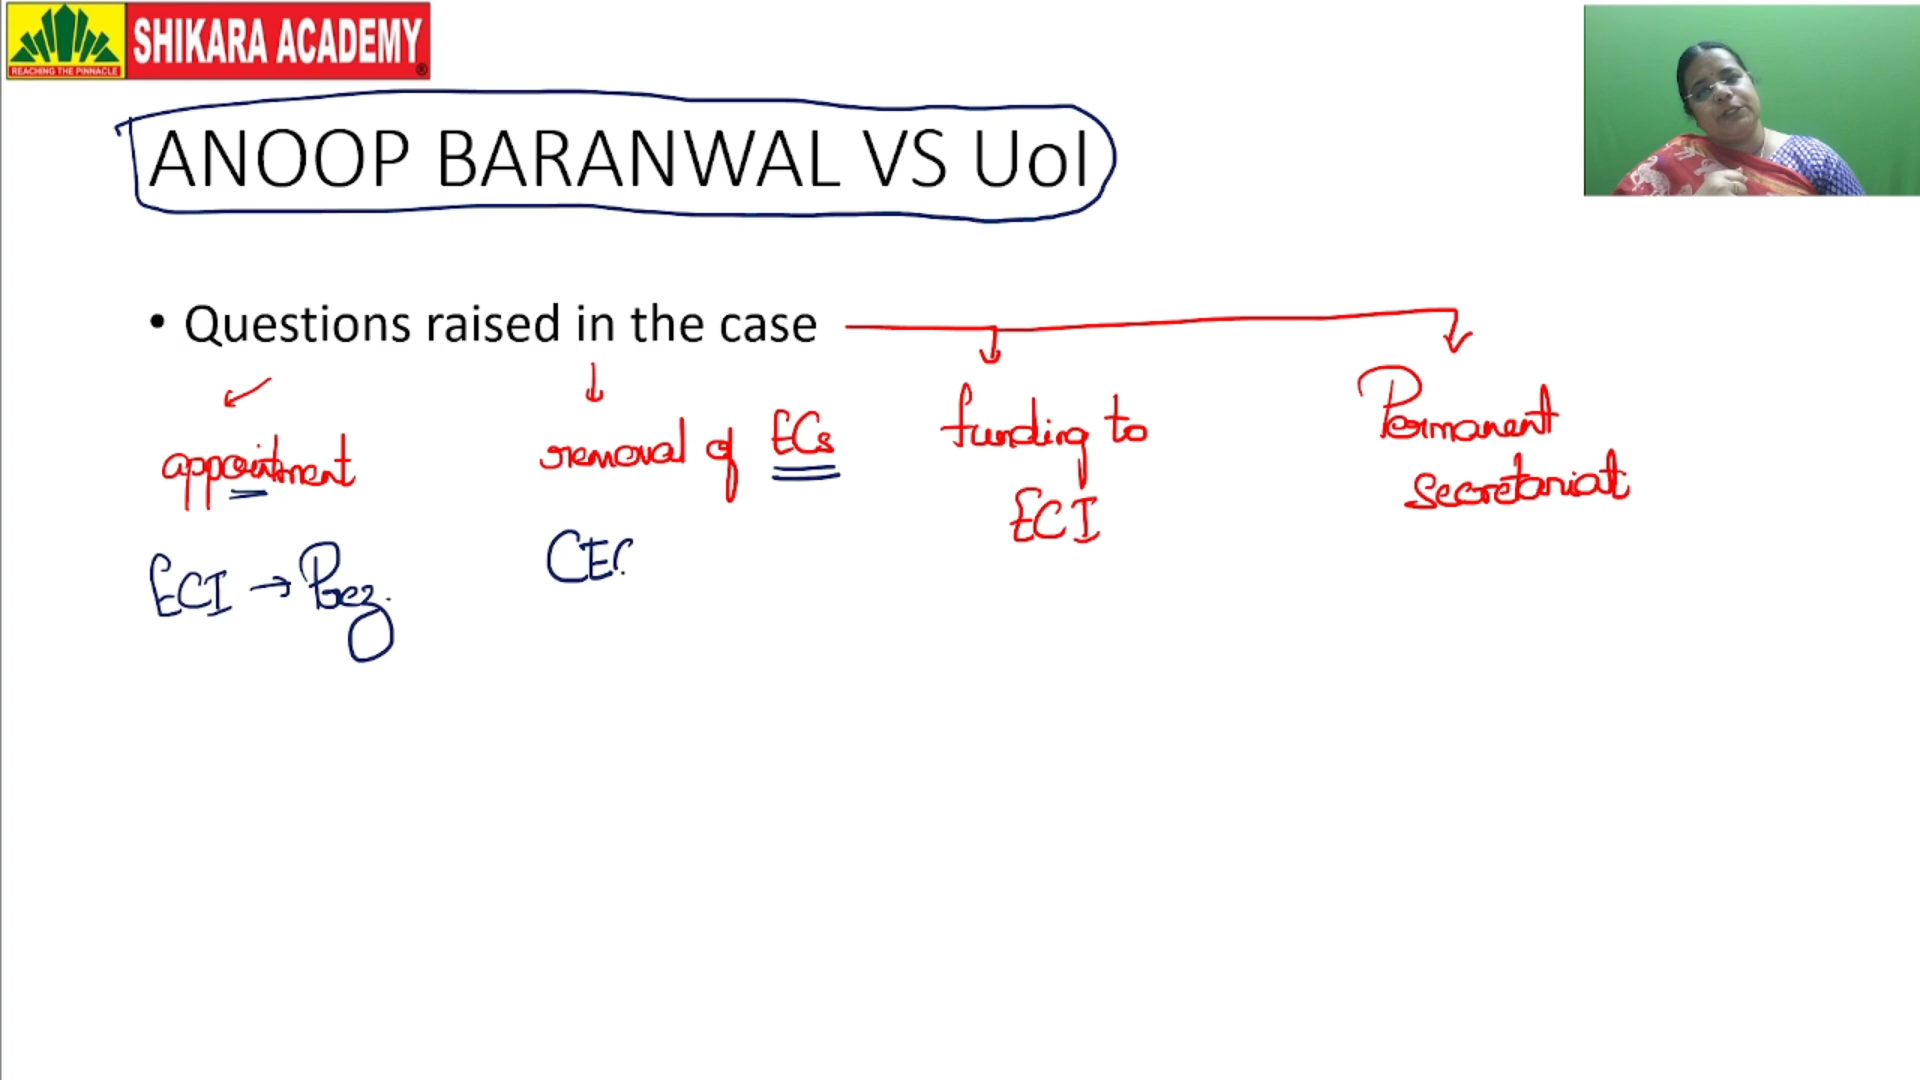 SHIKARA ACADEMY
REACHING THE PINNACLE
ANOOP BARANWAL VS UoI
• Questions raised in the case
appointment
removal of ECs
funding to
ECI
Permanent
secretariat
ECI → Prez.
CEC